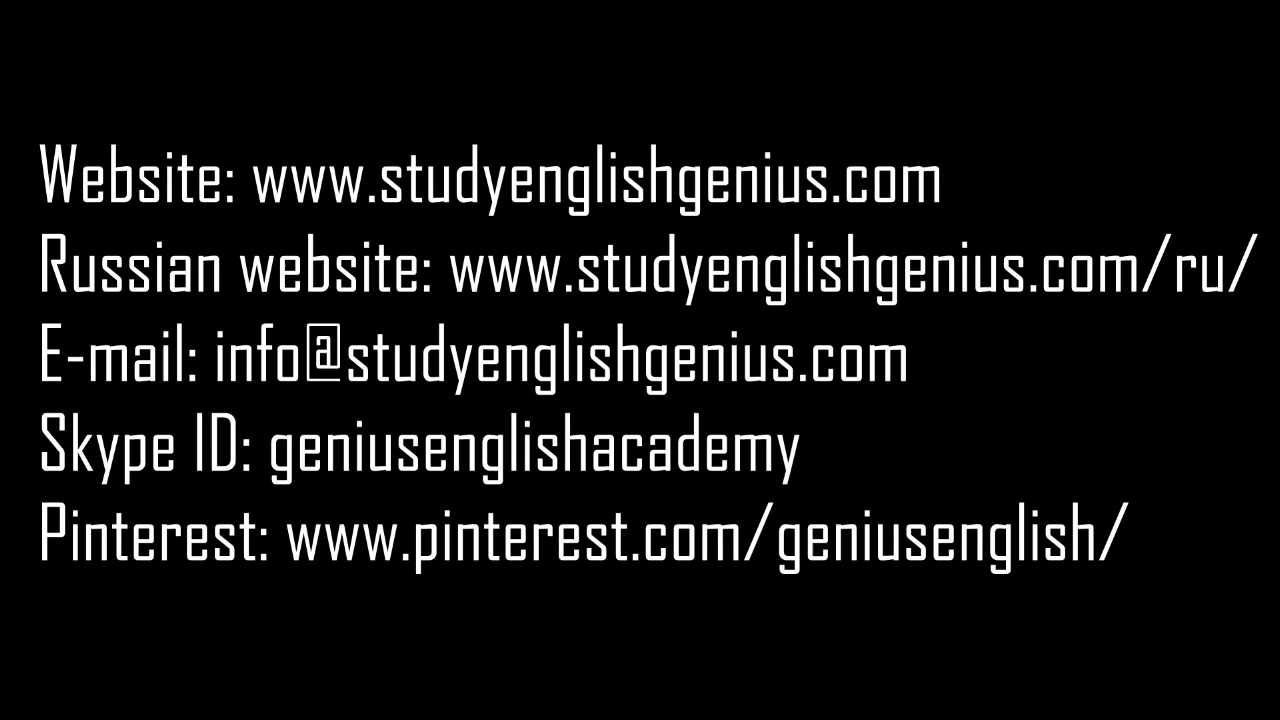 Website: www.studyenglishgenius.com
Russian website: www.studyenglishgenius.com/ru/
E-mail: info@studyenglishgenius.com
Skype ID: geniusenglishacademy
Pinterest: www.pinterest.com/geniusenglish/